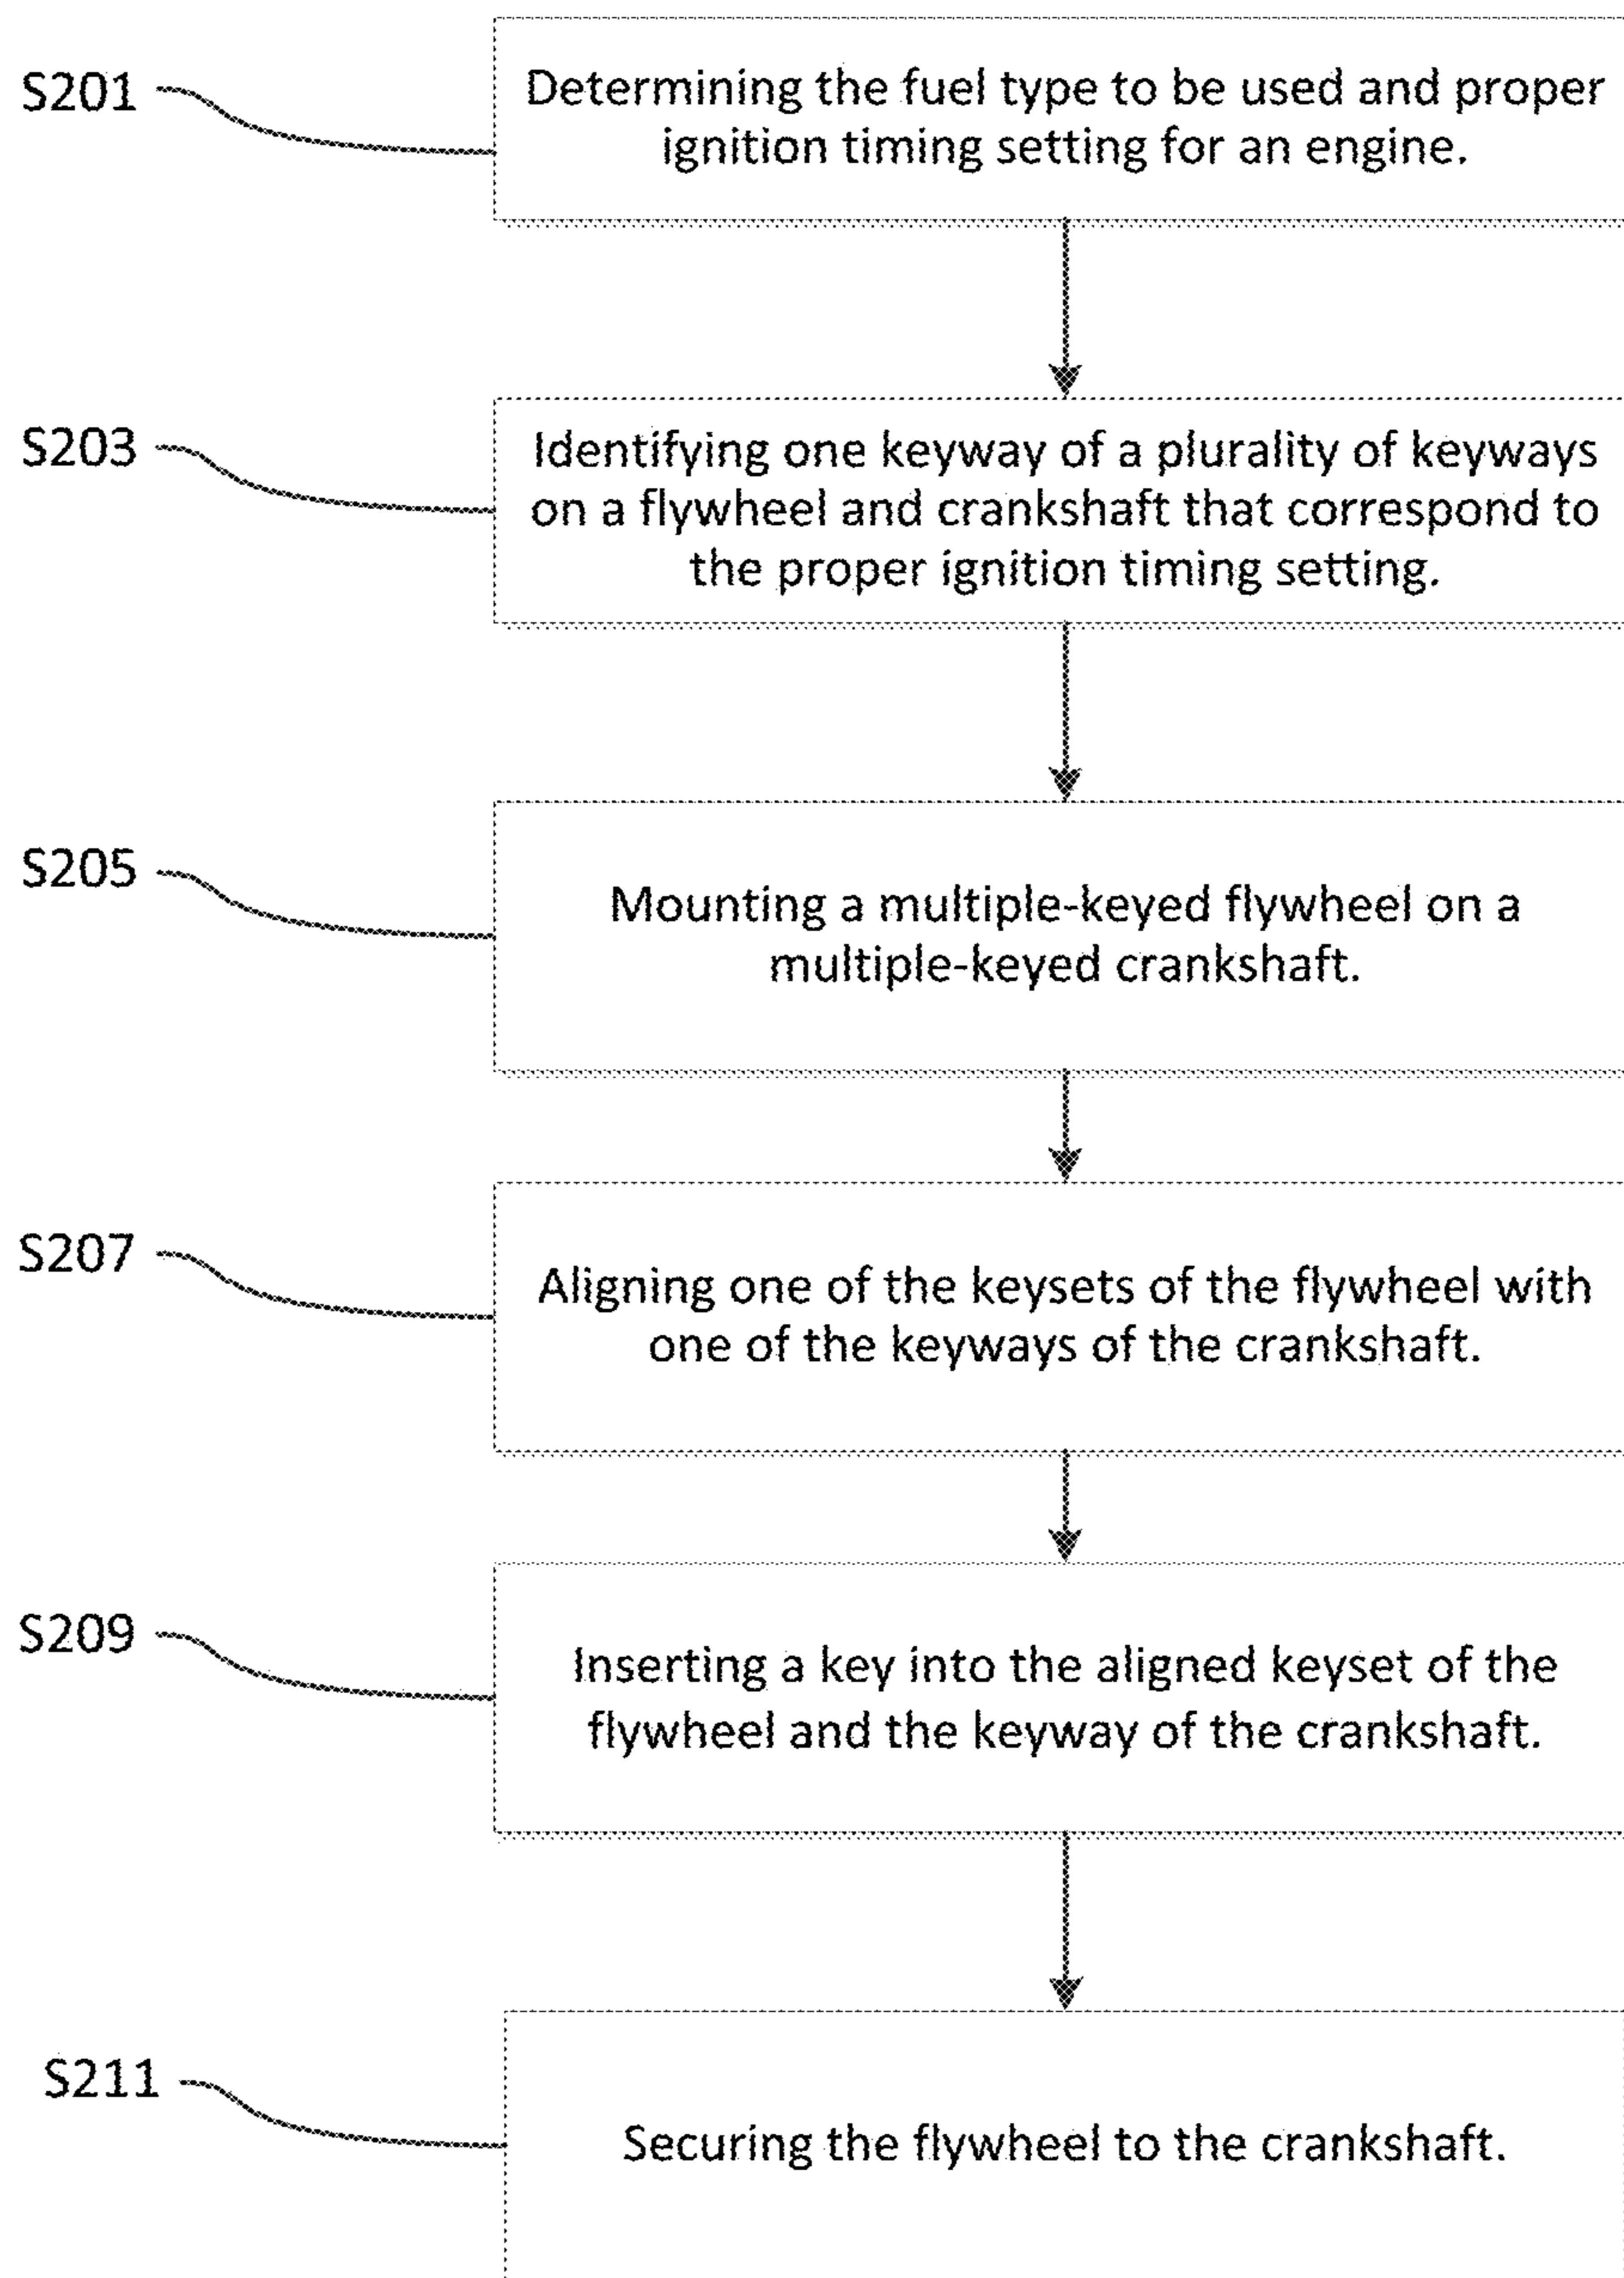 S201
Determining the fuel type to be used and proper
ignition timing setting for an engine.
S203
Identifying one keyway of a plurality of keyways
on a flywheel and crankshaft that correspond to
the proper ignition timing setting.
S205
Mounting a multiple-keyed flywheel on a
multiple-keyed crankshaft.
S207
Aligning one of the keysets of the flywheel with
one of the keyways of the crankshaft.
S209
Inserting a key into the aligned keyset of the
flywheel and the keyway of the crankshaft.
S211
Securing the flywheel to the crankshaft.